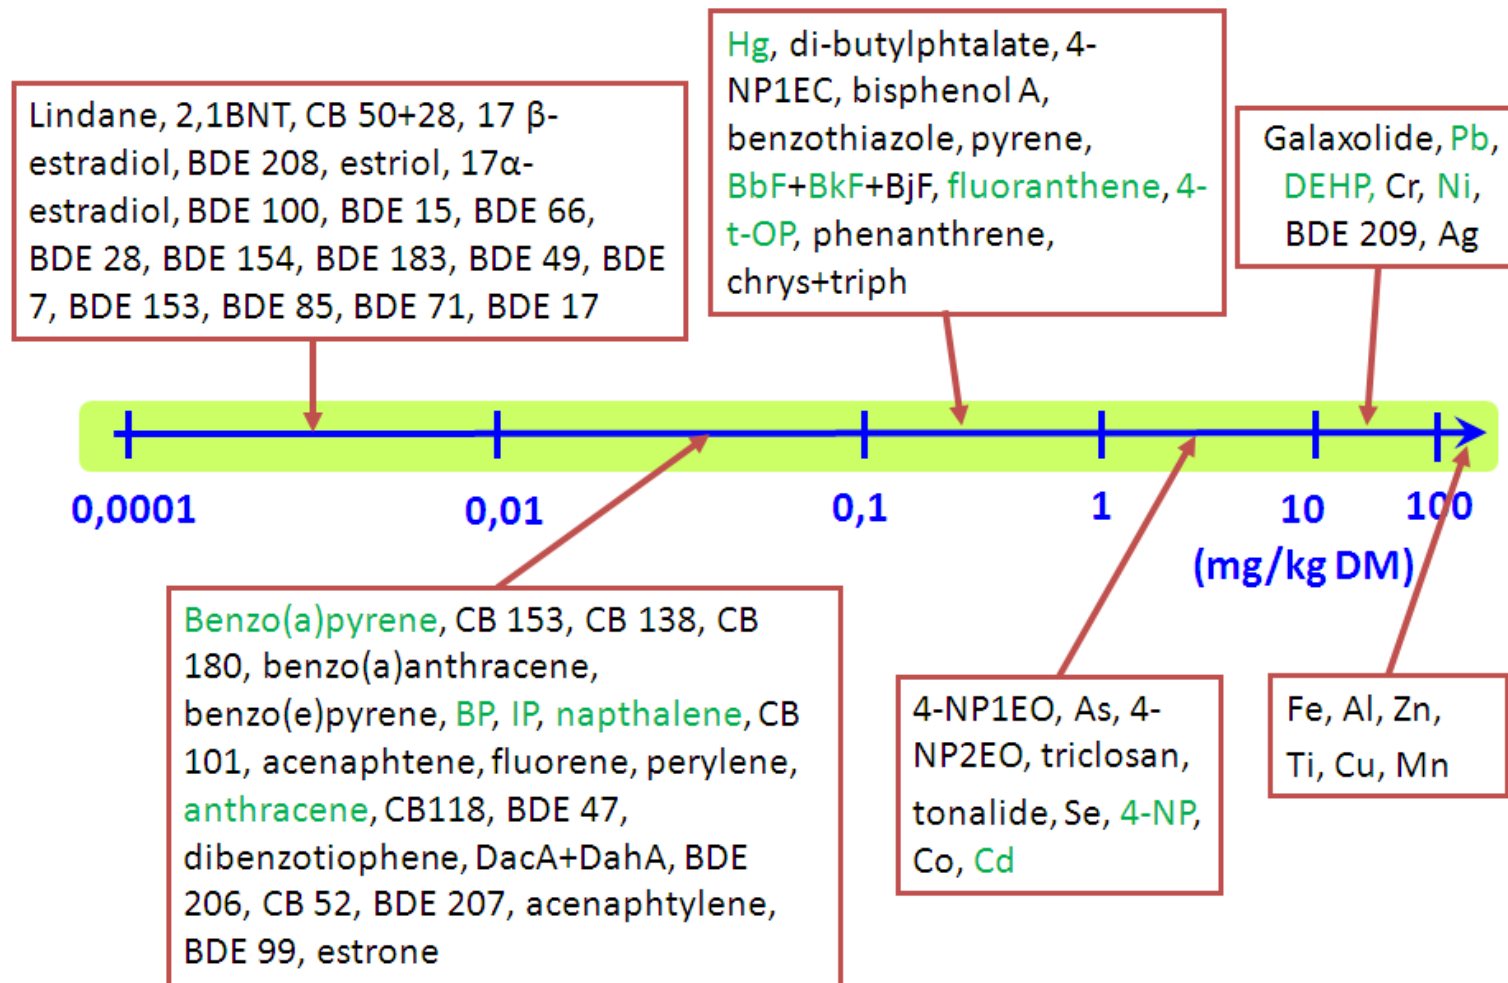 Lindane, 2,1BNT, CB 50+28, 17 β-
estradiol, BDE 208, estriol, 17α-
estradiol, BDE 100, BDE 15, BDE 66,
BDE 28, BDE 154, BDE 183, BDE 49, BDE
7, BDE 153, BDE 85, BDE 71, BDE 17
Hg, di-butylphtalate, 4-
NP1EC, bisphenol A,
benzothiazole, pyrene,
BbF+BkF+BjF, fluoranthene, 4-
t-OP, phenanthrene,
chrys+triph
Galaxolide, Pb,
DEHP, Cr, Ni,
BDE 209, Ag
0,0001
0,01
0,1
1
10
100
(mg/kg DM)
Benzo(a)pyrene, CB 153, CB 138, CB
180, benzo(a)anthracene,
benzo(e)pyrene, BP, IP, napthalene, CB
101, acenaphtene, fluorene, perylene,
anthracene, CB118, BDE 47,
dibenzotiophene, DacA+DahA, BDE
206, CB 52, BDE 207, acenaphtylene,
BDE 99, estrone
4-NP1EO, As, 4-
NP2EO, triclosan,
tonalide, Se, 4-NP,
Co, Cd
Fe, Al, Zn,
Ti, Cu, Mn